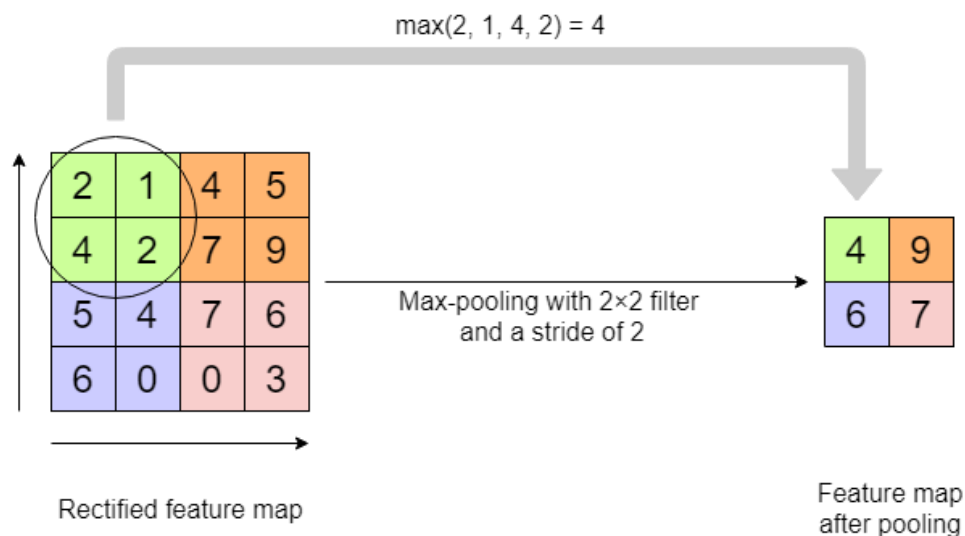 max(2, 1, 4, 2) = 4
2 1 4 5
4 2 7 9
5 4 7 6
6 0 0 3
Max-pooling with 2×2 filter
and a stride of 2
4 9
6 7
Rectified feature map
Feature map
after pooling